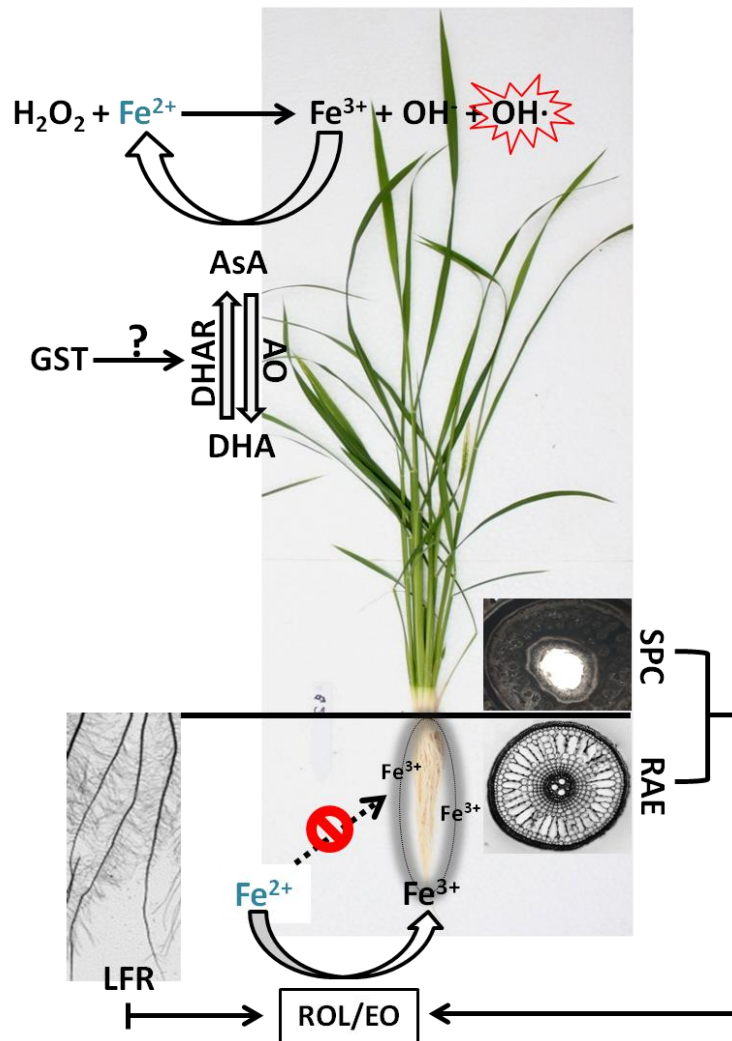 H₂O₂ + Fe²⁺ → Fe³⁺ + OH⁻ + OH·
AsA
GST ? DHAR AO
DHA
SPC
RAE
Fe³⁺
Fe³⁺
Fe²⁺ Fe³⁺
LFR
ROL/EO